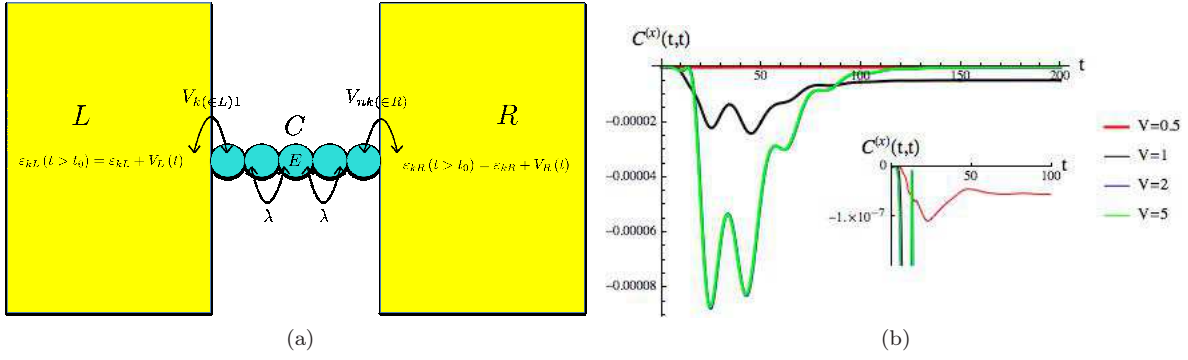 L
V_{k(∈L)1}
C
V_{nk(∈R)}
R
ε_{kL}(t > t_0) = ε_{kL} + V_L(t)
E
ε_{kR}(t > t_0) = ε_{kR} + V_R(t)
λ
λ
(a)
C^{(x)}(t,t)
t
50
100
150
200
-0.00002
-0.00004
-0.00006
-0.00008
C^{(x)}(t,t)
t
0
50
100
-1.×10^{-7}
V=0.5
V=1
V=2
V=5
(b)